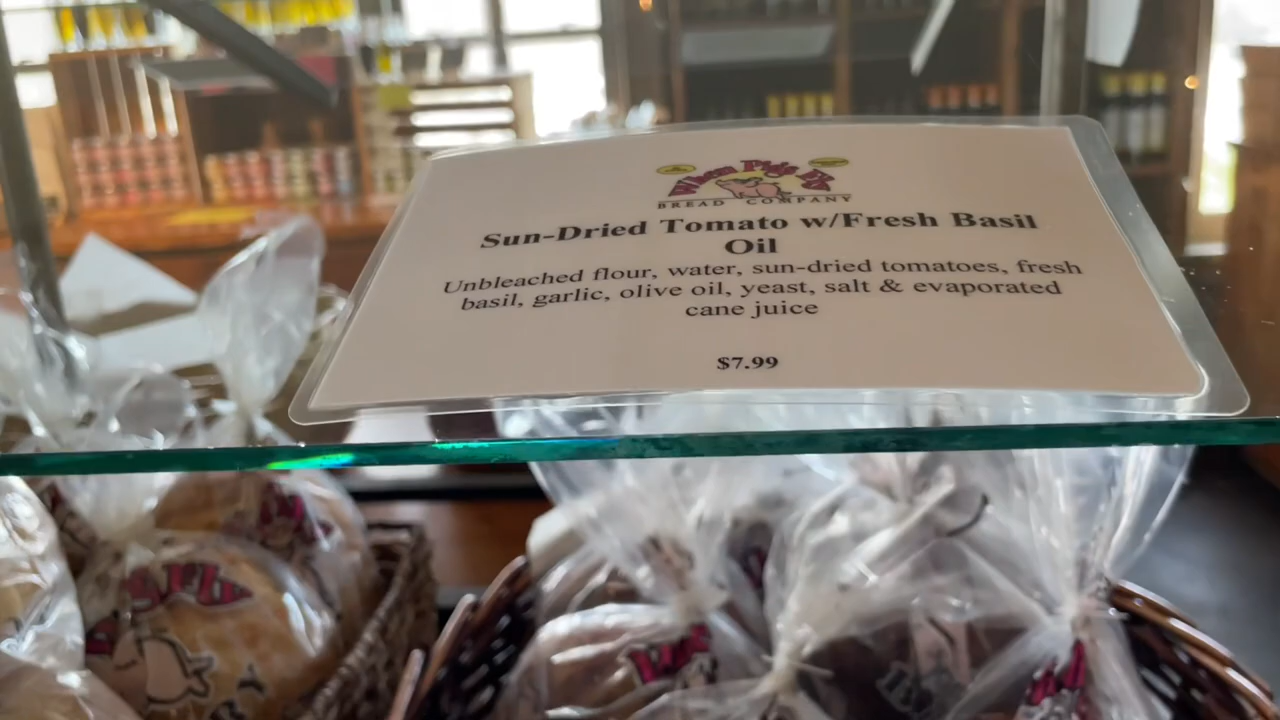 When Pigs Fly
BREAD COMPANY
Sun-Dried Tomato w/Fresh Basil
Oil
Unbleached flour, water, sun-dried tomatoes, fresh
basil, garlic, olive oil, yeast, salt & evaporated
cane juice
$7.99